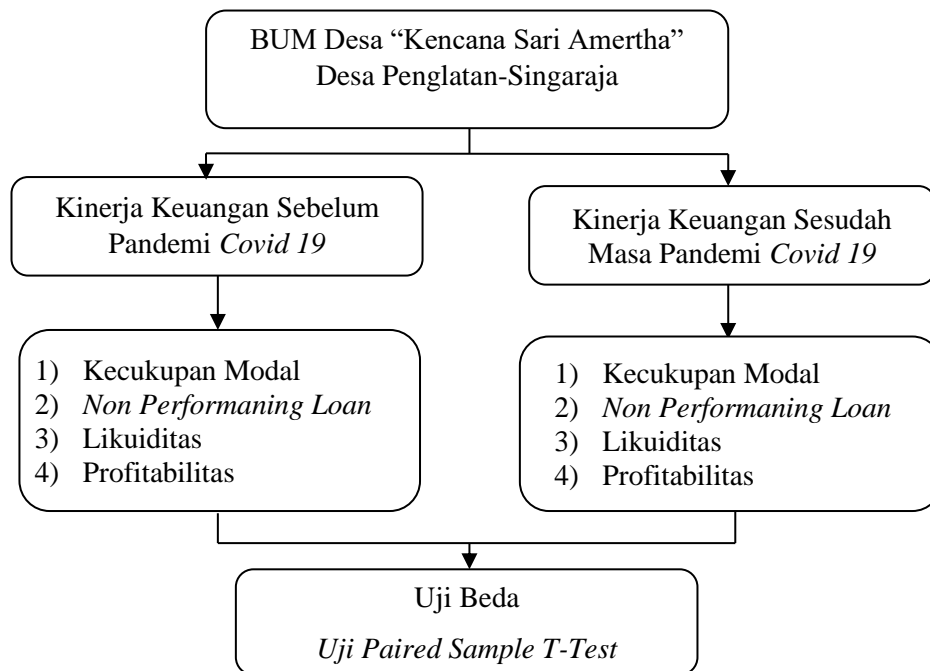 BUM Desa “Kencana Sari Amertha”
Desa Penglatan-Singaraja
Kinerja Keuangan Sebelum
Pandemi Covid 19
Kinerja Keuangan Sesudah
Masa Pandemi Covid 19
1) Kecukupan Modal
2) Non Performaning Loan
3) Likuiditas
4) Profitabilitas
1) Kecukupan Modal
2) Non Performaning Loan
3) Likuiditas
4) Profitabilitas
Uji Beda
Uji Paired Sample T-Test